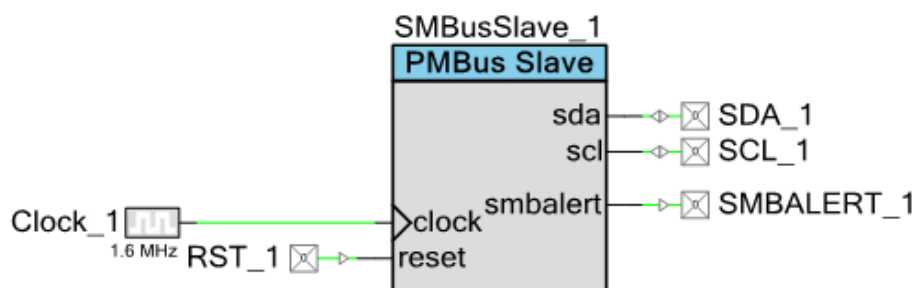 SMBusSlave_1
PMBus Slave
sda SDA_1
scl SCL_1
smbalert SMBALERT_1
Clock_1 clock
1.6 MHz
RST_1 reset